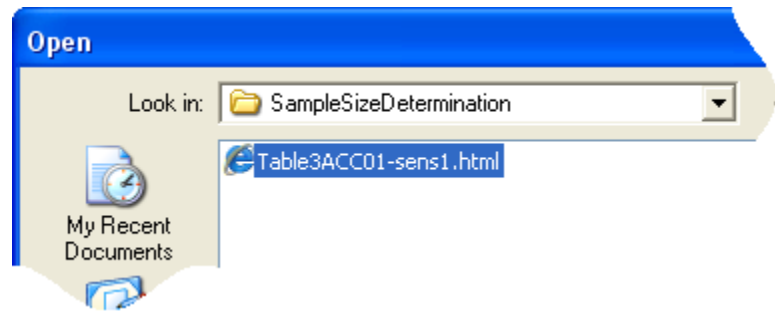 Open
Look in:
SampleSizeDetermination
Table3ACC01-sens1.html
My Recent
Documents